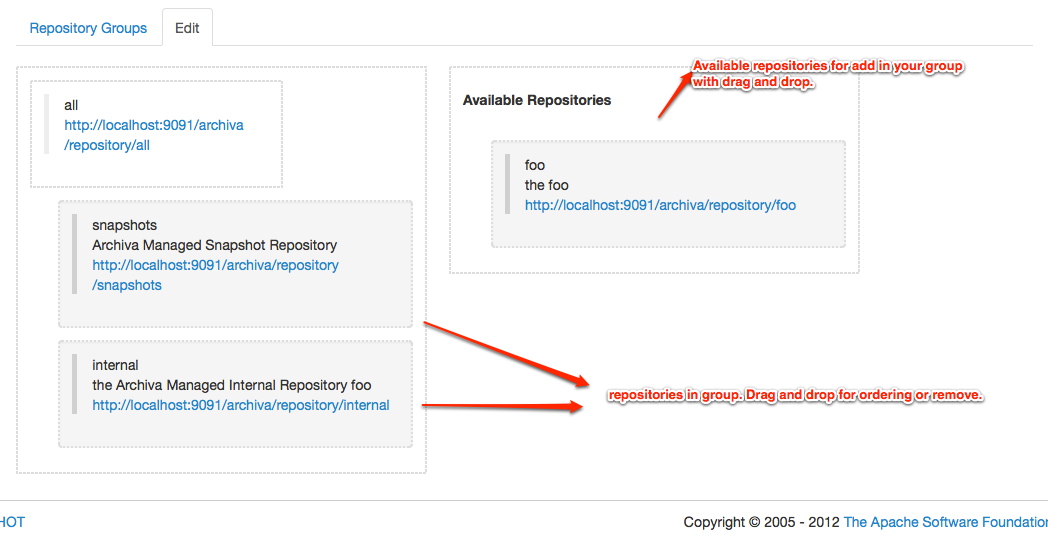 Repository Groups
Edit
all
http://localhost:9091/archiva
/repository/all
snapshots
Archiva Managed Snapshot Repository
http://localhost:9091/archiva/repository
/snapshots
internal
the Archiva Managed Internal Repository foo
http://localhost:9091/archiva/repository/internal
Available repositories for add in your group
with drag and drop.
Available Repositories
foo
the foo
http://localhost:9091/archiva/repository/foo
repositories in group. Drag and drop for ordering or remove.
HOT
Copyright © 2005 - 2012 The Apache Software Foundation